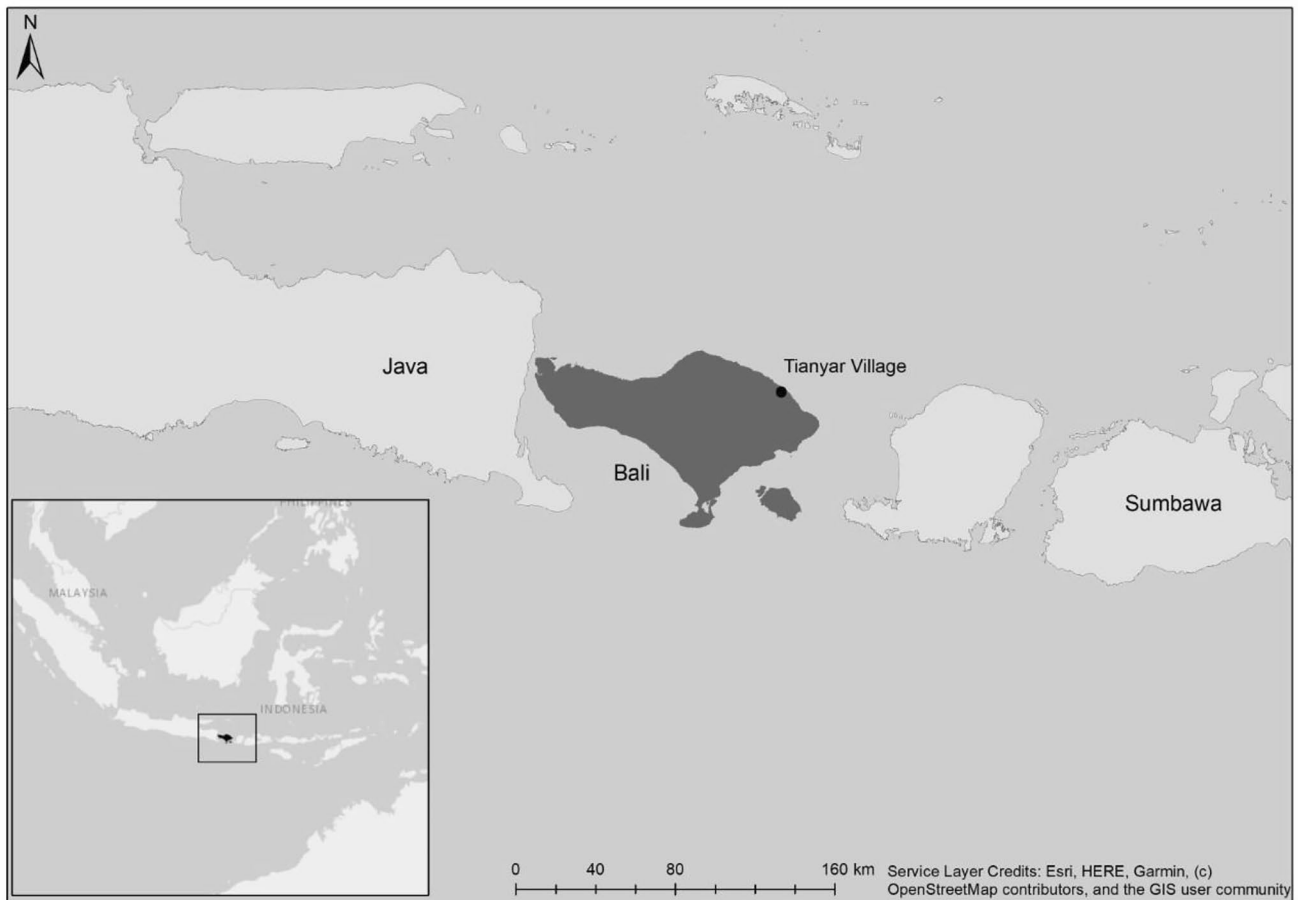 N
Java
Tianyar Village
Bali
Sumbawa
PHILIPPINES
MALAYSIA
INDONESIA
0 40 80 160 km
Service Layer Credits: Esri, HERE, Garmin, (c)
OpenStreetMap contributors, and the GIS user community